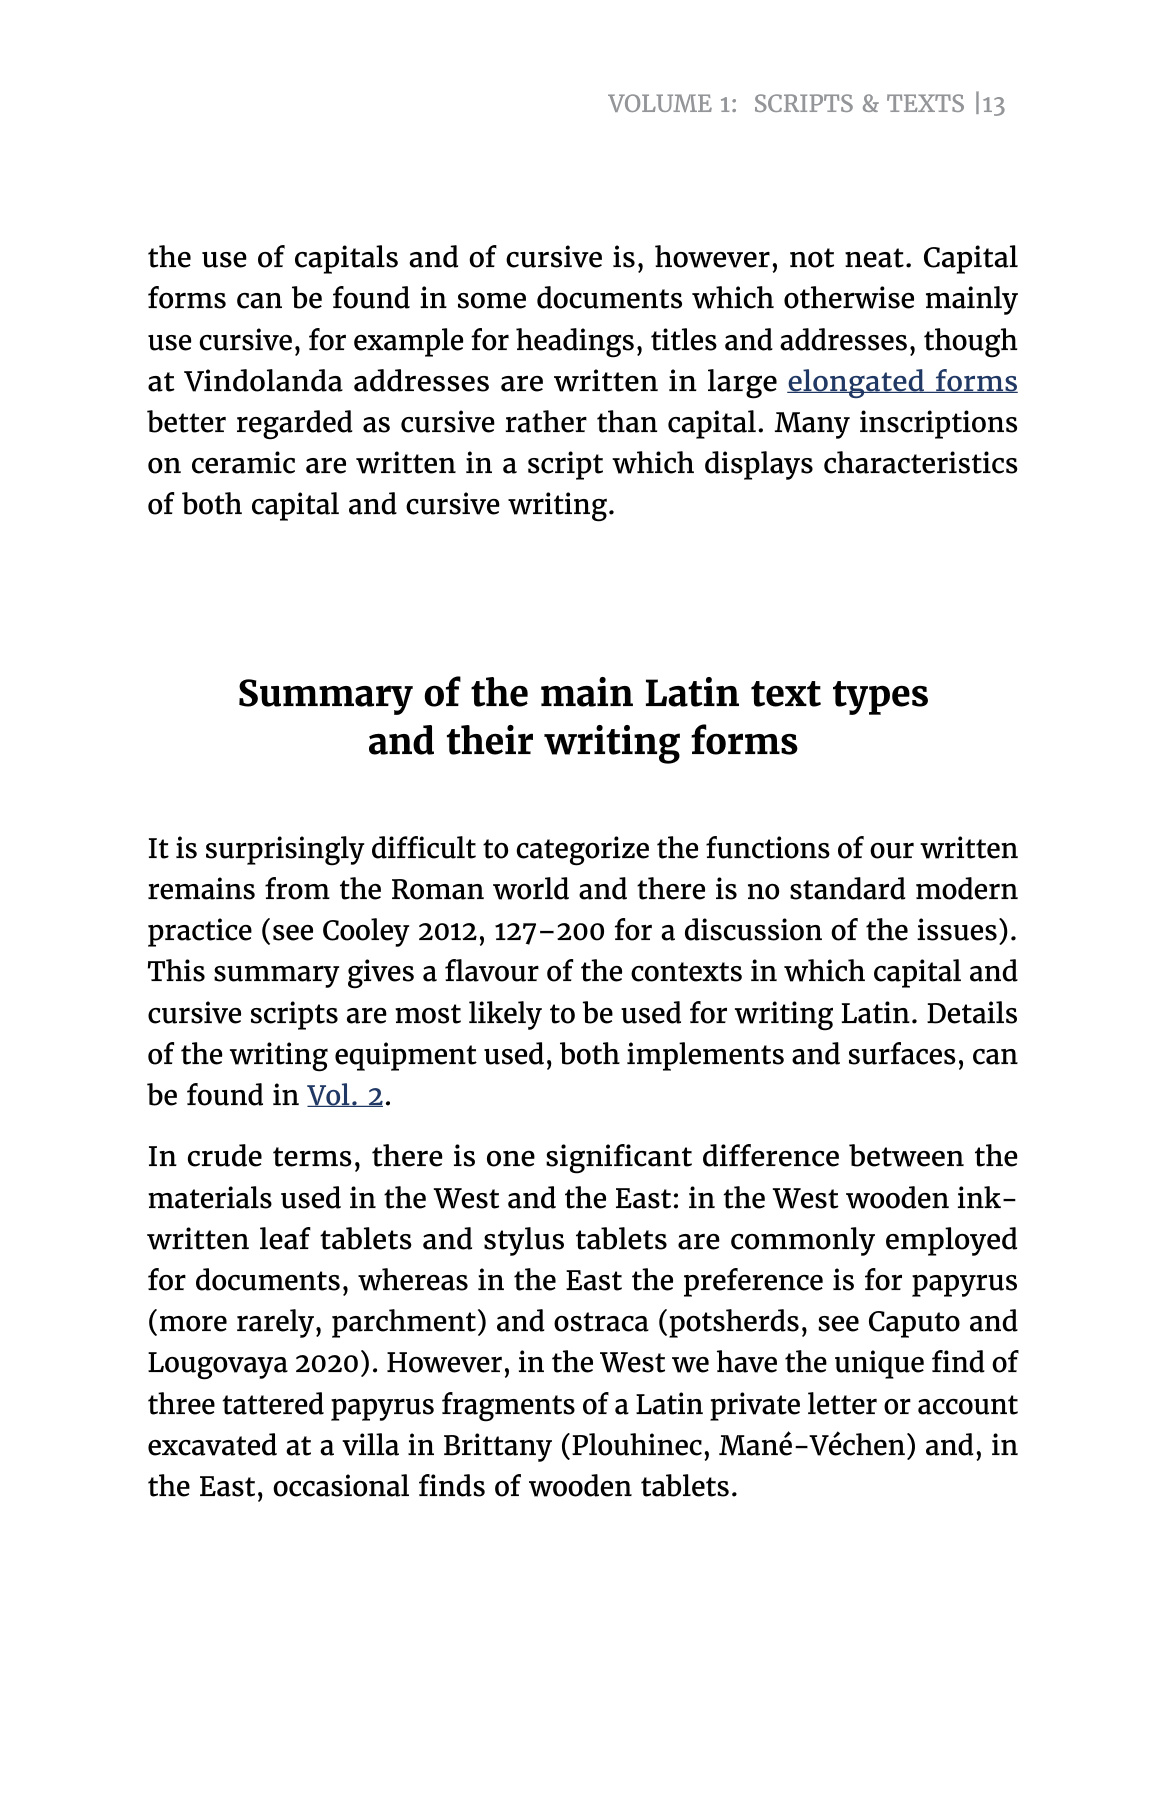 VOLUME 1: SCRIPTS & TEXTS |13
the use of capitals and of cursive is, however, not neat. Capital
forms can be found in some documents which otherwise mainly
use cursive, for example for headings, titles and addresses, though
at Vindolanda addresses are written in large elongated forms
better regarded as cursive rather than capital. Many inscriptions
on ceramic are written in a script which displays characteristics
of both capital and cursive writing.
Summary of the main Latin text types
and their writing forms
It is surprisingly difficult to categorize the functions of our written
remains from the Roman world and there is no standard modern
practice (see Cooley 2012, 127–200 for a discussion of the issues).
This summary gives a flavour of the contexts in which capital and
cursive scripts are most likely to be used for writing Latin. Details
of the writing equipment used, both implements and surfaces, can
be found in Vol. 2.
In crude terms, there is one significant difference between the
materials used in the West and the East: in the West wooden ink-
written leaf tablets and stylus tablets are commonly employed
for documents, whereas in the East the preference is for papyrus
(more rarely, parchment) and ostraca (potsherds, see Caputo and
Lougovaya 2020). However, in the West we have the unique find of
three tattered papyrus fragments of a Latin private letter or account
excavated at a villa in Brittany (Plouhinec, Mané-Véchen) and, in
the East, occasional finds of wooden tablets.